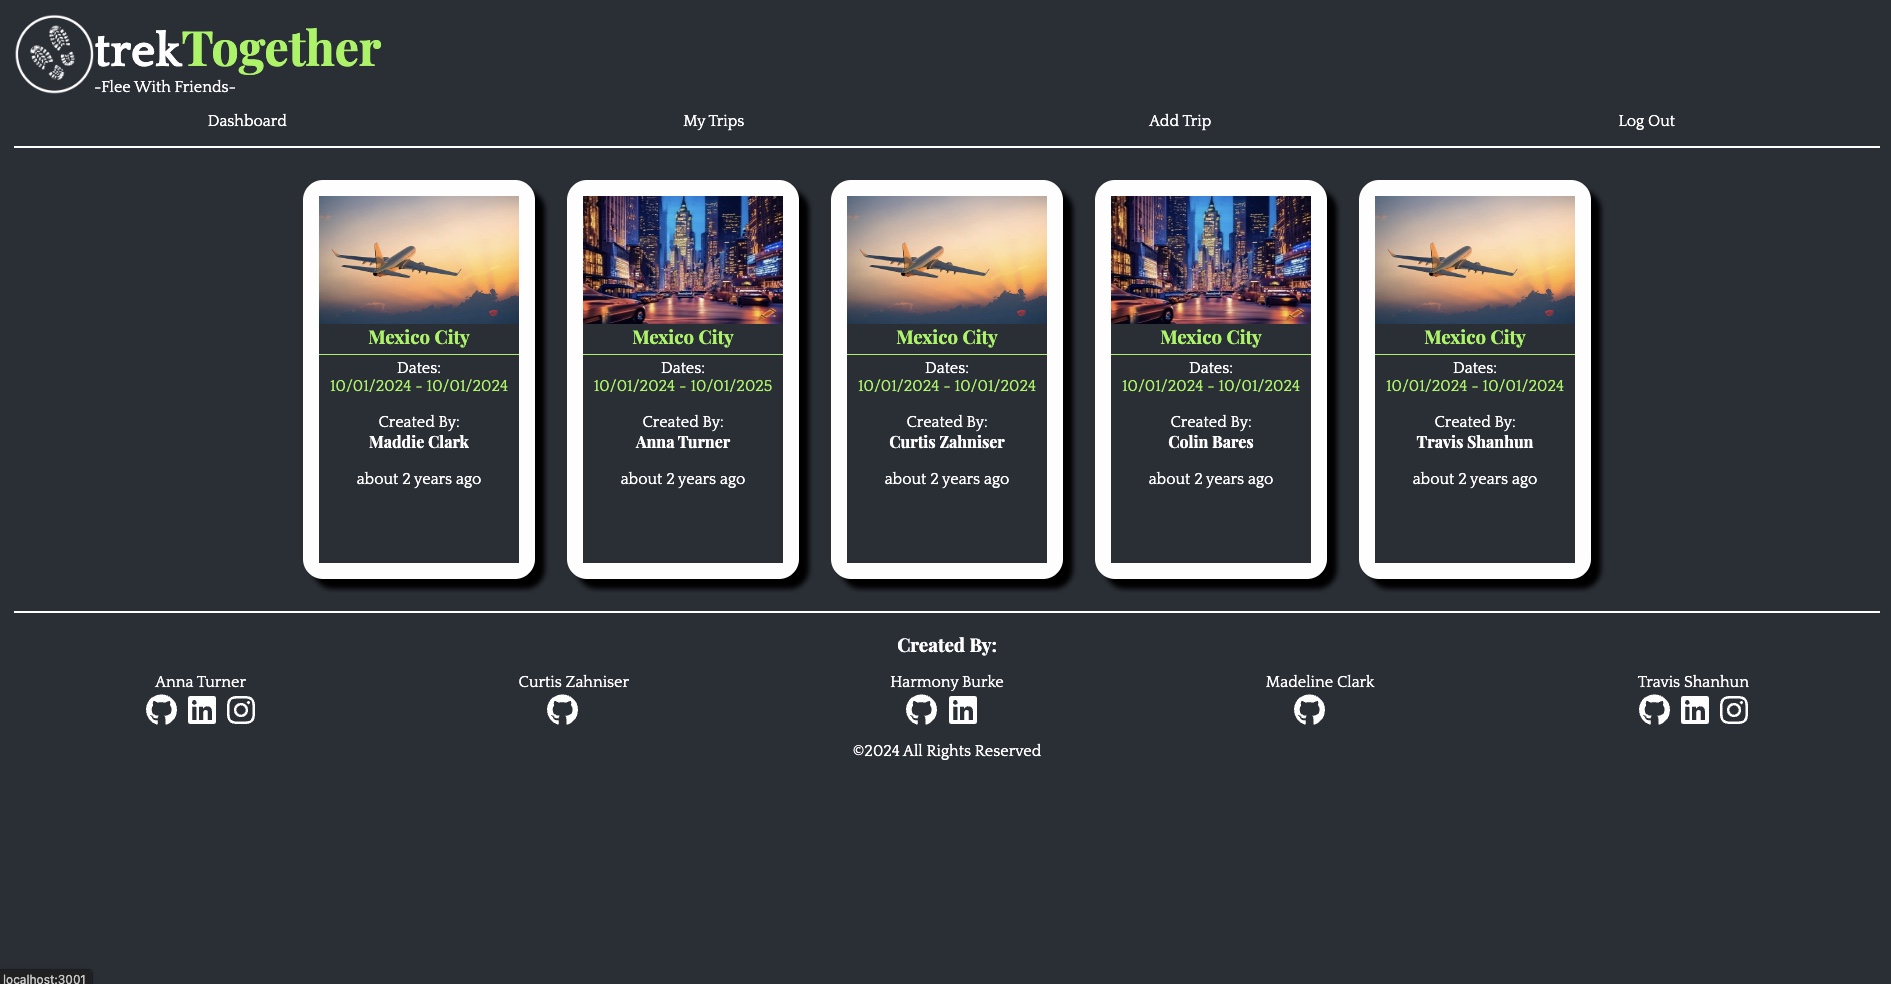 trekTogether
-Flee With Friends-
Dashboard My Trips Add Trip Log Out
Mexico City
Dates:
10/01/2024 - 10/01/2024
Created By:
Maddie Clark
about 2 years ago
Mexico City
Dates:
10/01/2024 - 10/01/2025
Created By:
Anna Turner
about 2 years ago
Mexico City
Dates:
10/01/2024 - 10/01/2024
Created By:
Curtis Zahniser
about 2 years ago
Mexico City
Dates:
10/01/2024 - 10/01/2024
Created By:
Colin Bares
about 2 years ago
Mexico City
Dates:
10/01/2024 - 10/01/2024
Created By:
Travis Shanhun
about 2 years ago
Created By:
Anna Turner Curtis Zahniser Harmony Burke Madeline Clark Travis Shanhun
©2024 All Rights Reserved
localhost:3001